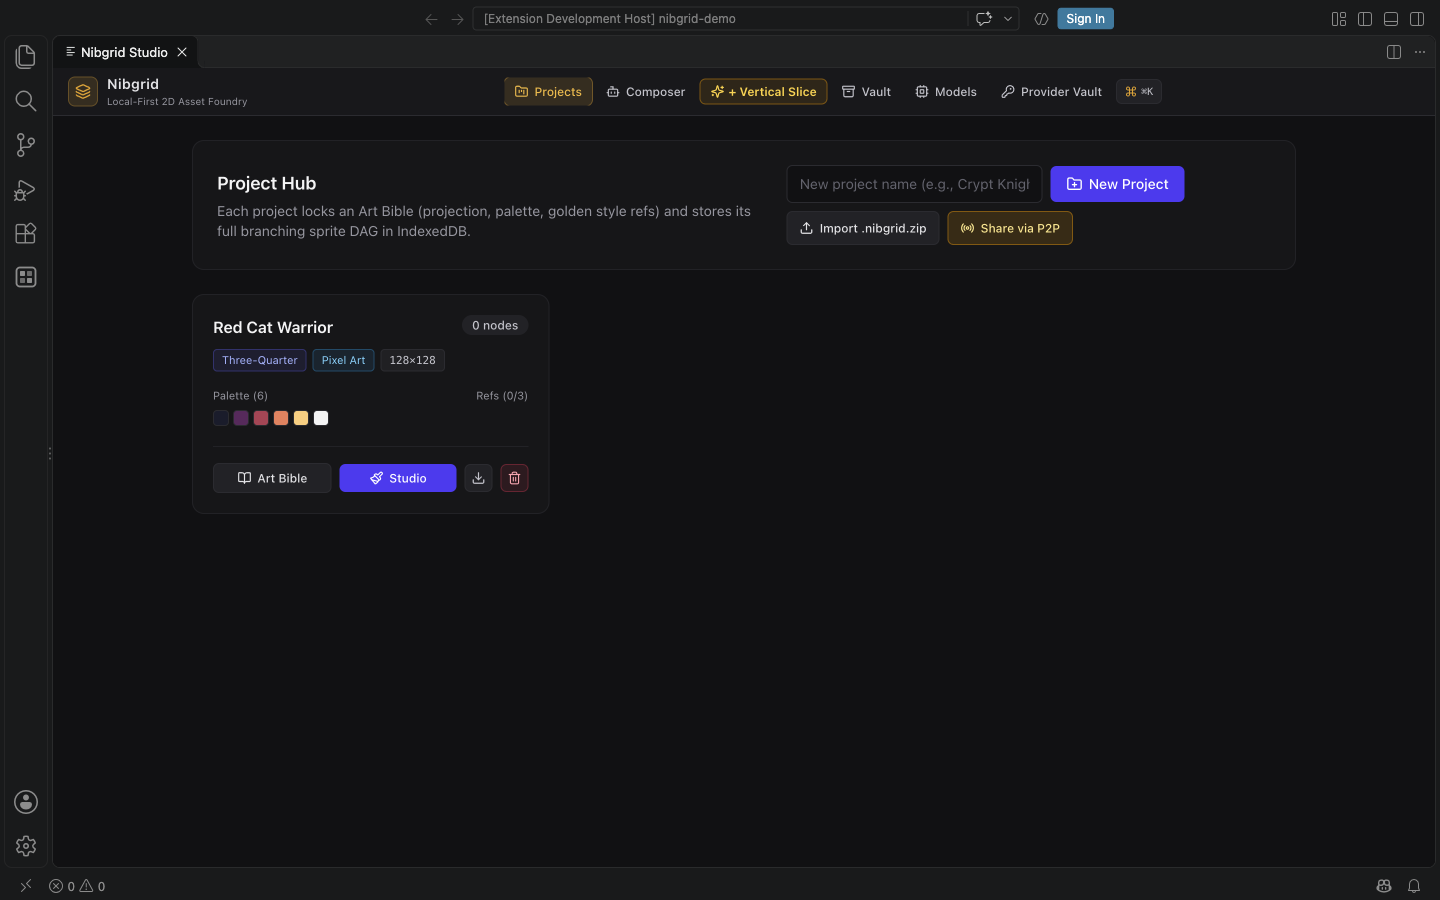 [Extension Development Host] nibgrid-demo
Sign In
Nibgrid Studio
Nibgrid
Local-First 2D Asset Foundry
Projects
Composer
+ Vertical Slice
Vault
Models
Provider Vault
⌘ ⌘K
Project Hub
Each project locks an Art Bible (projection, palette, golden style refs) and stores its
full branching sprite DAG in IndexedDB.
New project name (e.g., Crypt Knigh
New Project
Import .nibgrid.zip
Share via P2P
Red Cat Warrior
0 nodes
Three-Quarter
Pixel Art
128×128
Palette (6)
Refs (0/3)
Art Bible
Studio
0
0